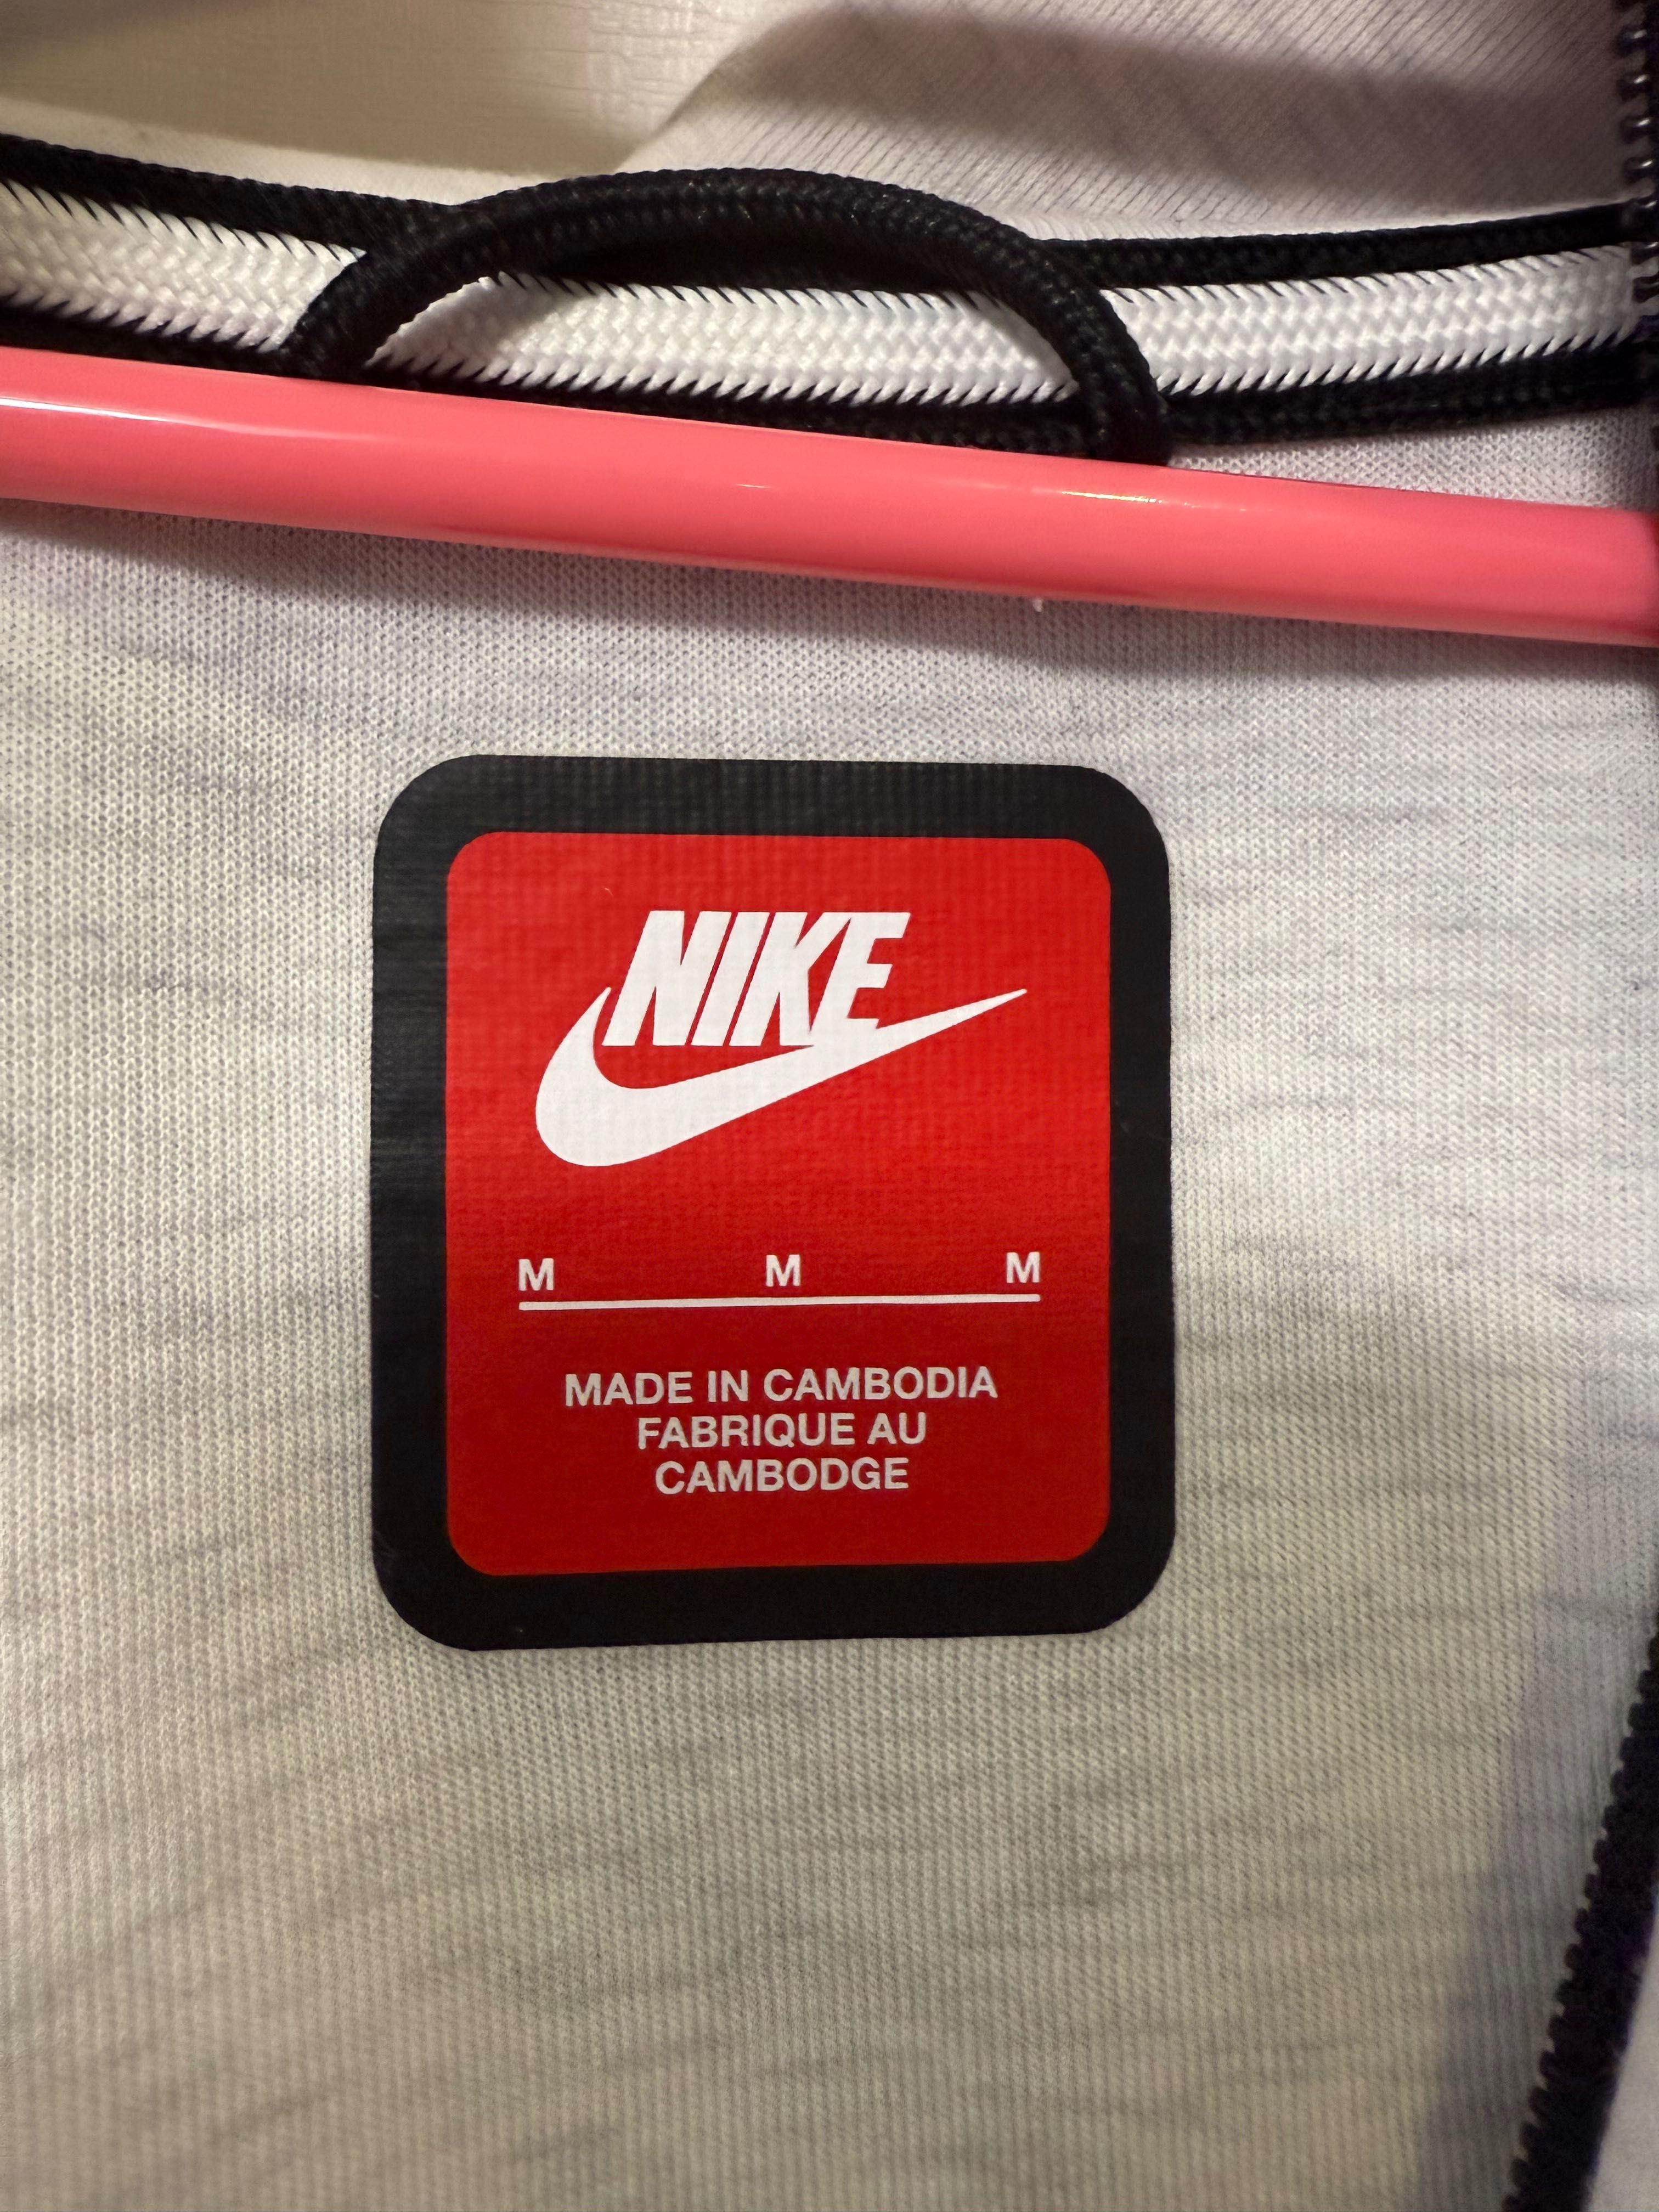 NIKE
M M M
MADE IN CAMBODIA
FABRIQUE AU
CAMBODGE